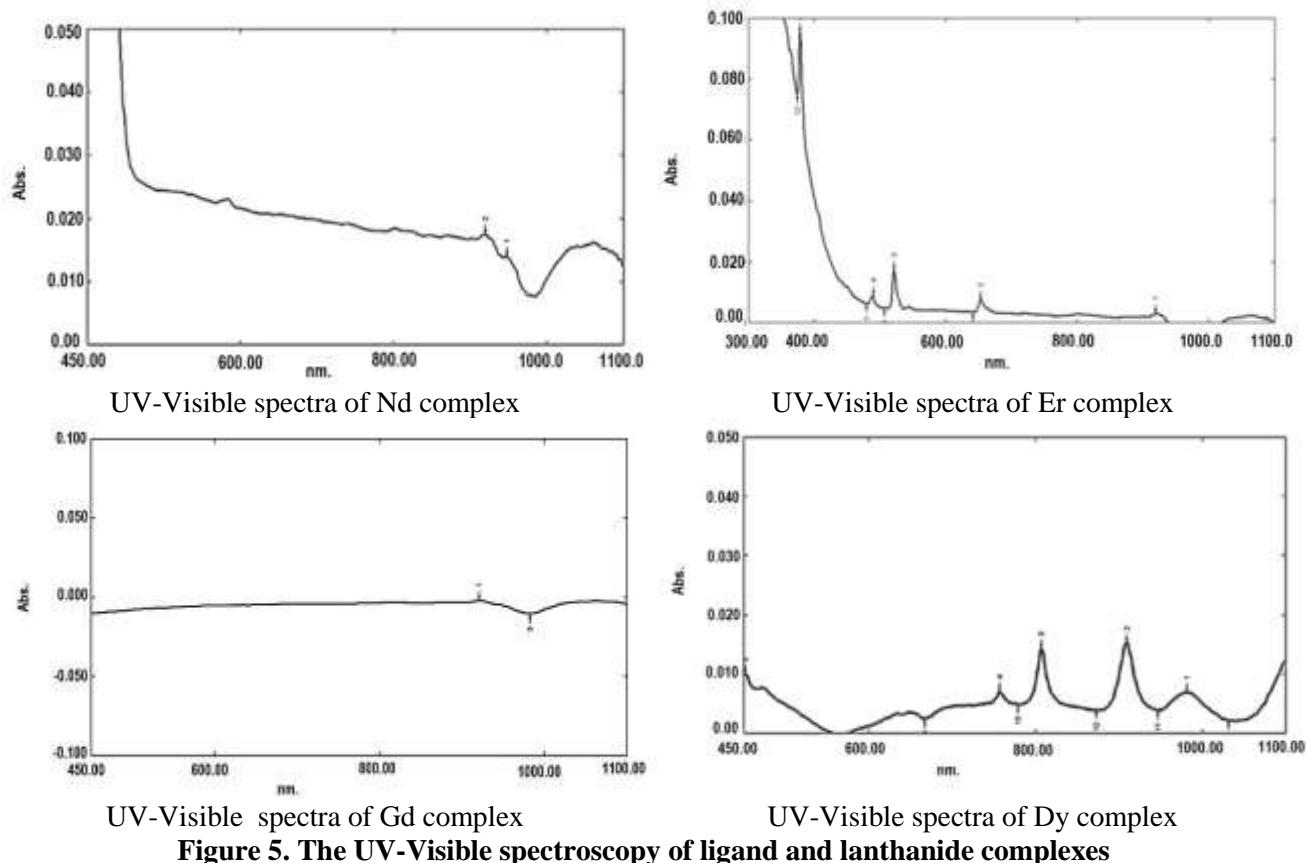 0.050
0.040
0.030
0.020
0.010
0.00
Abs.
450.00 600.00 800.00 1000.0 1100.0
nm.
UV-Visible spectra of Nd complex
0.100
0.080
0.060
0.040
0.020
0.00
Abs.
300.00 400.00 600.00 800.00 1000.0 1100.0
nm.
UV-Visible spectra of Er complex
0.100
0.050
0.000
-0.050
-0.100
Abs.
450.00 600.00 800.00 1000.00 1100.00
nm.
UV-Visible spectra of Gd complex
0.050
0.040
0.030
0.020
0.010
0.00
Abs.
450.00 600.00 800.00 1000.00 1100.00
nm.
UV-Visible spectra of Dy complex
Figure 5. The UV-Visible spectroscopy of ligand and lanthanide complexes